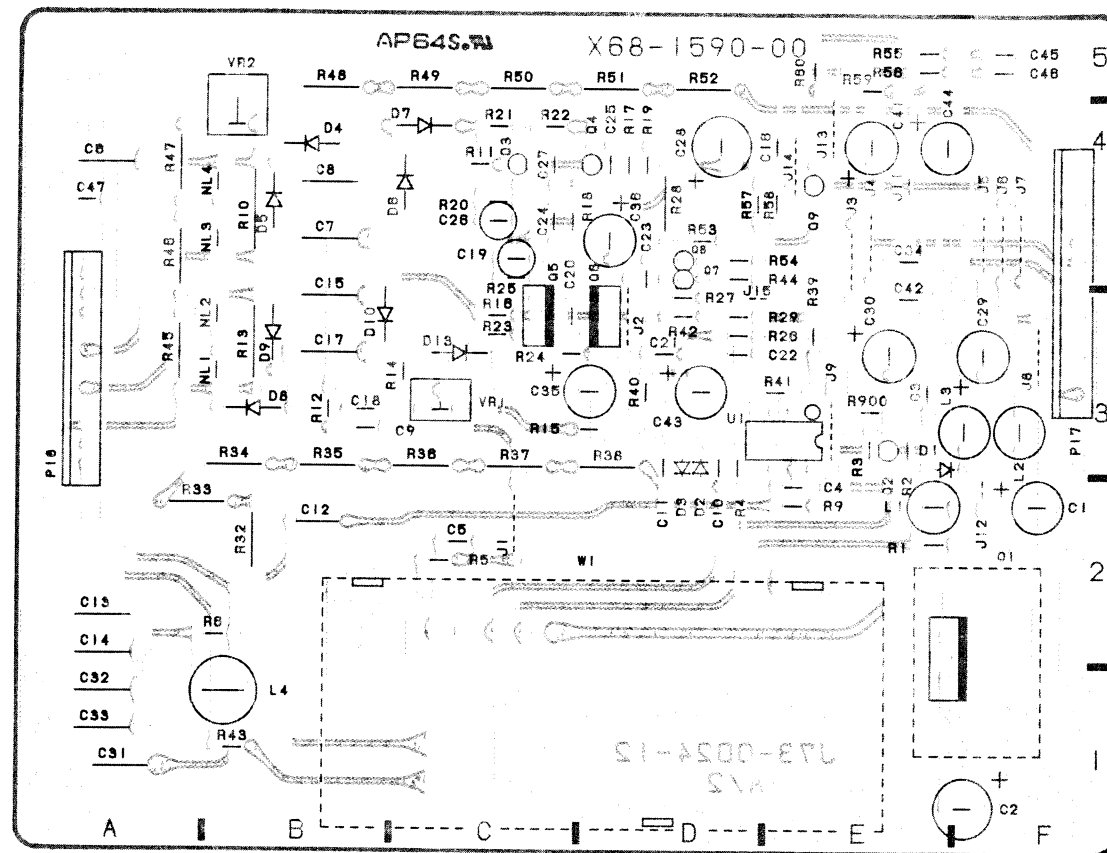 AP64S. X68-1590-00
5
VR2
R48 R49 R50 R51 R52
R60
R55 C45
R56 C46
R59
D7 R21 R22
Q4 C25 R17 R19
C41 C44
4
D4
C6 R47 NL4
C8
R11 Q3 C27
C28 C18 J14 J13
C47
R10 D5 D6
R20 C26
C24 R18 C36
R28
R57 R58
Q9 J3 J4 J11 J5 J6 J7
R46 NL3
C7
C19
C23
R53
Q8 Q7
R54
R44
C34
C15
R25 Q5 C20 Q6
R27 J15
R39
C42
R45 NL2 R13 D9
D10
R16
R23
J2
R42
R29
R26
C30 C29
NL1
C17
D13
R24
C21
C22
R14
C35 R40
R41 J9
C3 L3 J8
D8
R12 C18
VR1
C9
C43
U1
R900
3
R15
P16
R34 R35 R36 R37 R38
R3 D1 L2 P17
R33
C11 D3 D2 C10 R4
C4
R9
Q2 R2 L1
C1
R32
C12
C5
R5
J1
R1
J12
W1
Q1
2
C13
R6
C14
C32
L4
C33
R43
C31
J73-0024-12
A/2
1
C2
A B C D E F